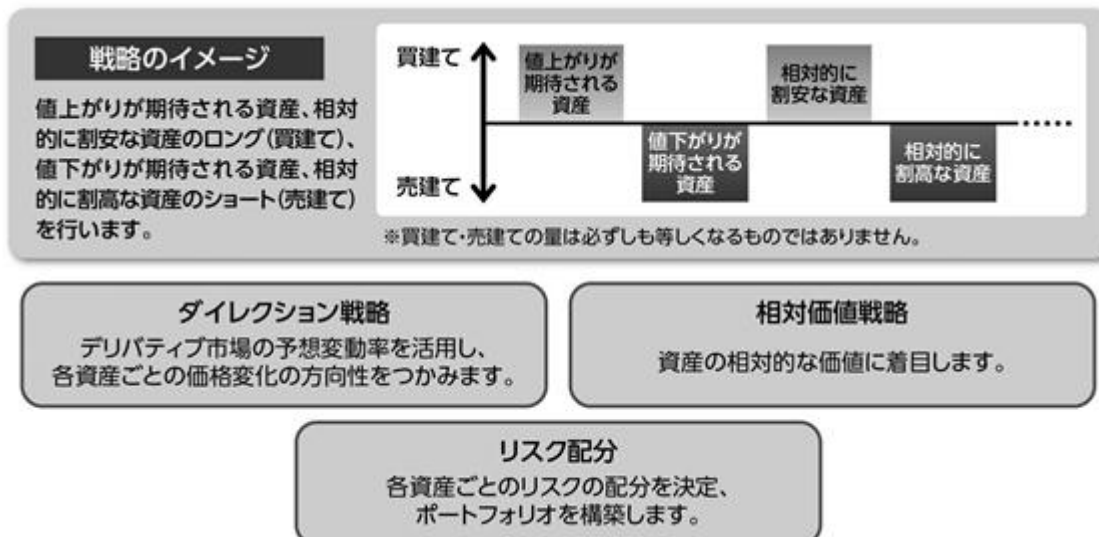 戦略のイメージ
値上がりが期待される資産、相対
的に割安な資産のロング(買建て)、
値下がりが期待される資産、相対
的に割高な資産のショート(売建て)
を行います。
買建て
値上がりが
期待される
資産
相対的に
割安な資産
値下がりが
期待される
資産
相対的に
割高な資産
売建て
※買建て・売建ての量は必ずしも等しくなるものではありません。
ダイレクション戦略
デリバティブ市場の予想変動率を活用し、
各資産ごとの価格変化の方向性をつかみます。
相対価値戦略
資産の相対的な価値に着目します。
リスク配分
各資産ごとのリスクの配分を決定、
ポートフォリオを構築します。